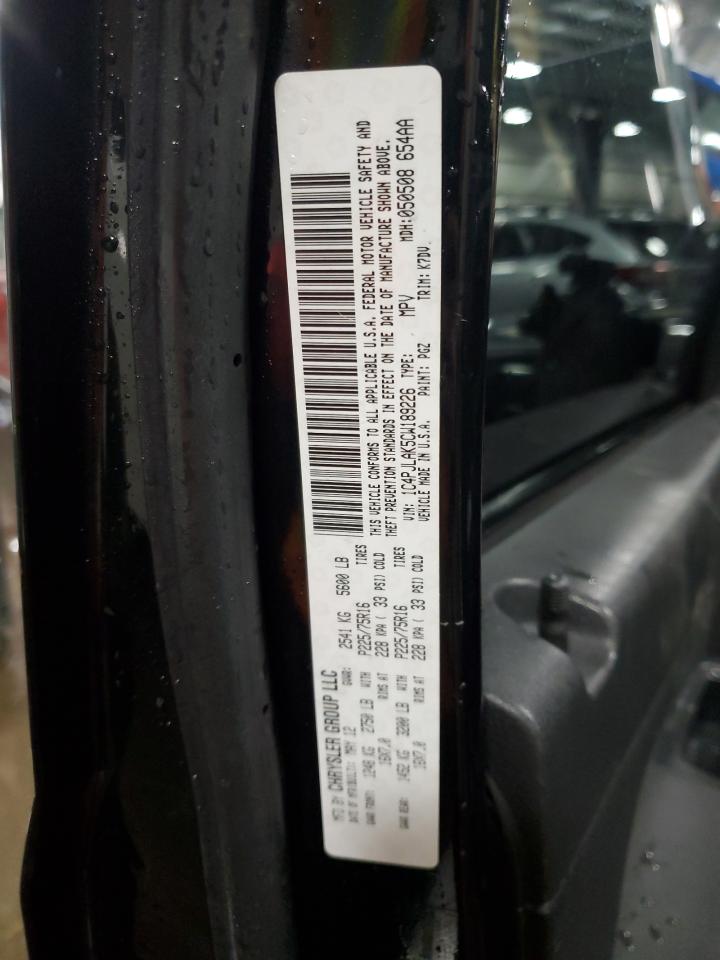 MFD BY CHRYSLER GROUP LLC
DATE OF MFR(BUILT): MAY 12 GVWR: 2541 KG 5600 LB
GAWR FRONT: 1248 KG 2750 LB WITH P225/75R16 TIRES
16X7.0 RIMS AT 228 KPA ( 33 PSI) COLD
GAWR REAR: 1452 KG 3200 LB WITH P225/75R16 TIRES
16X7.0 RIMS AT 228 KPA ( 33 PSI) COLD
THIS VEHICLE CONFORMS TO ALL APPLICABLE U.S.A. FEDERAL MOTOR VEHICLE SAFETY AND
THEFT PREVENTION STANDARDS IN EFFECT ON THE DATE OF MANUFACTURE SHOWN ABOVE.
VIN: 1C4PJLAK5CW189226 TYPE: MPV MDH:050508 654AA
VEHICLE MADE IN U.S.A. PAINT: PGZ TRIM: K7DV.